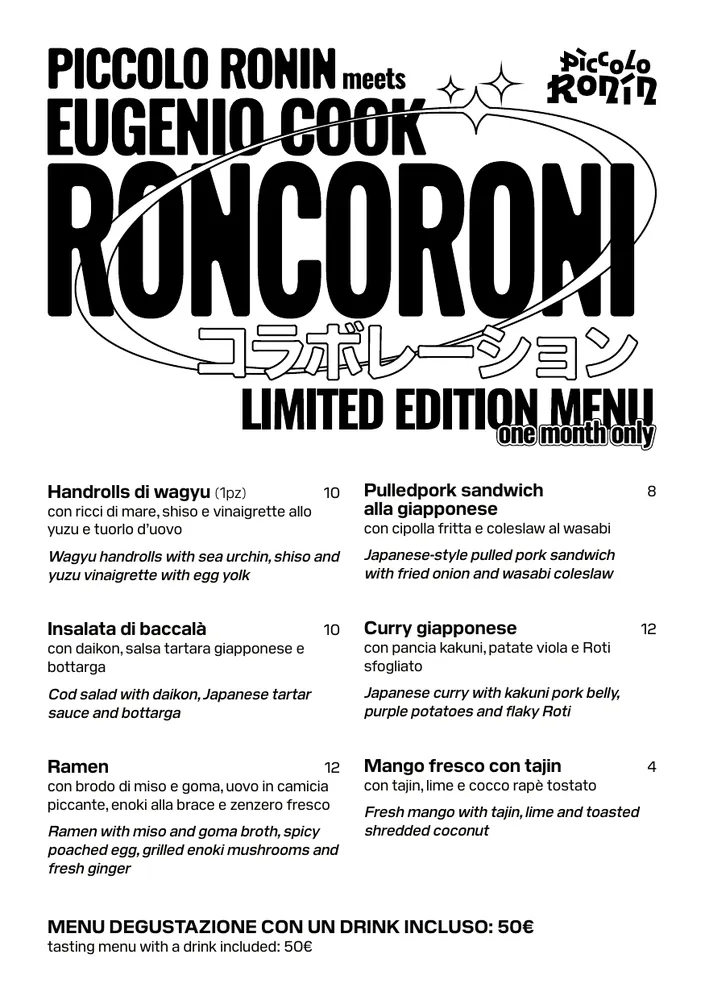 PICCOLO RONIN meets
Piccolo
Ronin
EUGENIO COOK
RONCORONI
コラボレーション
LIMITED EDITION MENU
one month only
Handrolls di wagyu (1pz) 10
con ricci di mare, shiso e vinaigrette allo
yuzu e tuorlo d'uovo
Wagyu handrolls with sea urchin, shiso and
yuzu vinaigrette with egg yolk
Insalata di baccalà 10
con daikon, salsa tartara giapponese e
bottarga
Cod salad with daikon, Japanese tartar
sauce and bottarga
Ramen 12
con brodo di miso e goma, uovo in camicia
piccante, enoki alla brace e zenzero fresco
Ramen with miso and goma broth, spicy
poached egg, grilled enoki mushrooms and
fresh ginger
Pulledpork sandwich 8
alla giapponese
con cipolla fritta e coleslaw al wasabi
Japanese-style pulled pork sandwich
with fried onion and wasabi coleslaw
Curry giapponese 12
con pancia kakuni, patate viola e Roti
sfogliato
Japanese curry with kakuni pork belly,
purple potatoes and flaky Roti
Mango fresco con tajin 4
con tajin, lime e cocco rapè tostato
Fresh mango with tajin, lime and toasted
shredded coconut
MENU DEGUSTAZIONE CON UN DRINK INCLUSO: 50€
tasting menu with a drink included: 50€